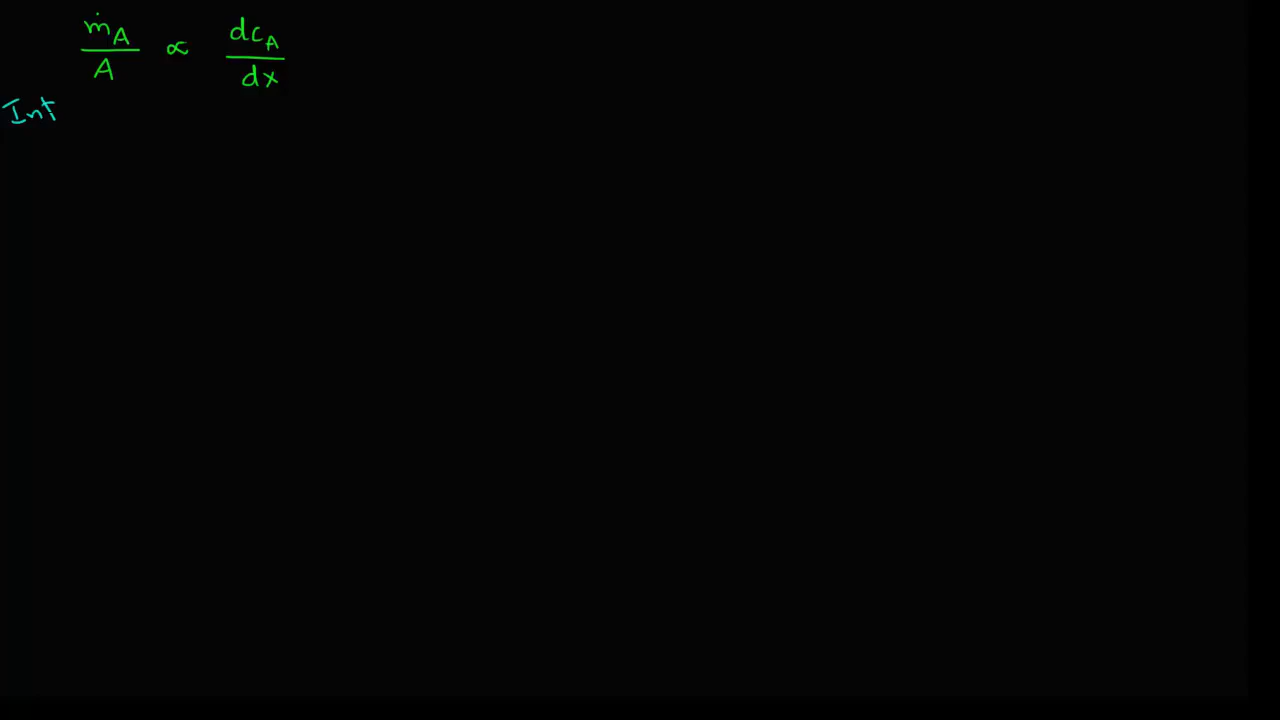 ṁ_A / A ∝ dc_A / dx
Int